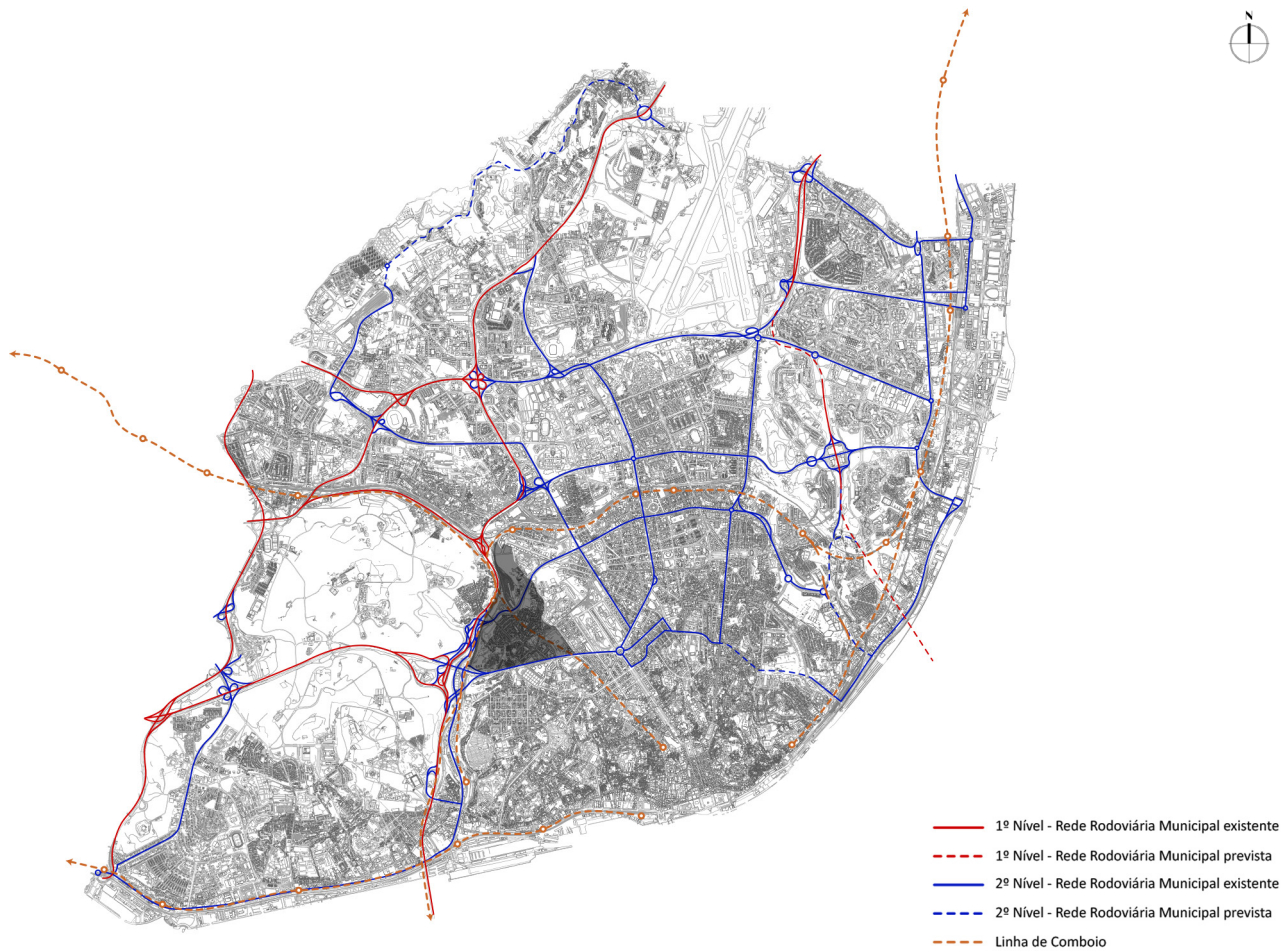 N
1º Nível - Rede Rodoviária Municipal existente
1º Nível - Rede Rodoviária Municipal prevista
2º Nível - Rede Rodoviária Municipal existente
2º Nível - Rede Rodoviária Municipal prevista
Linha de Comboio